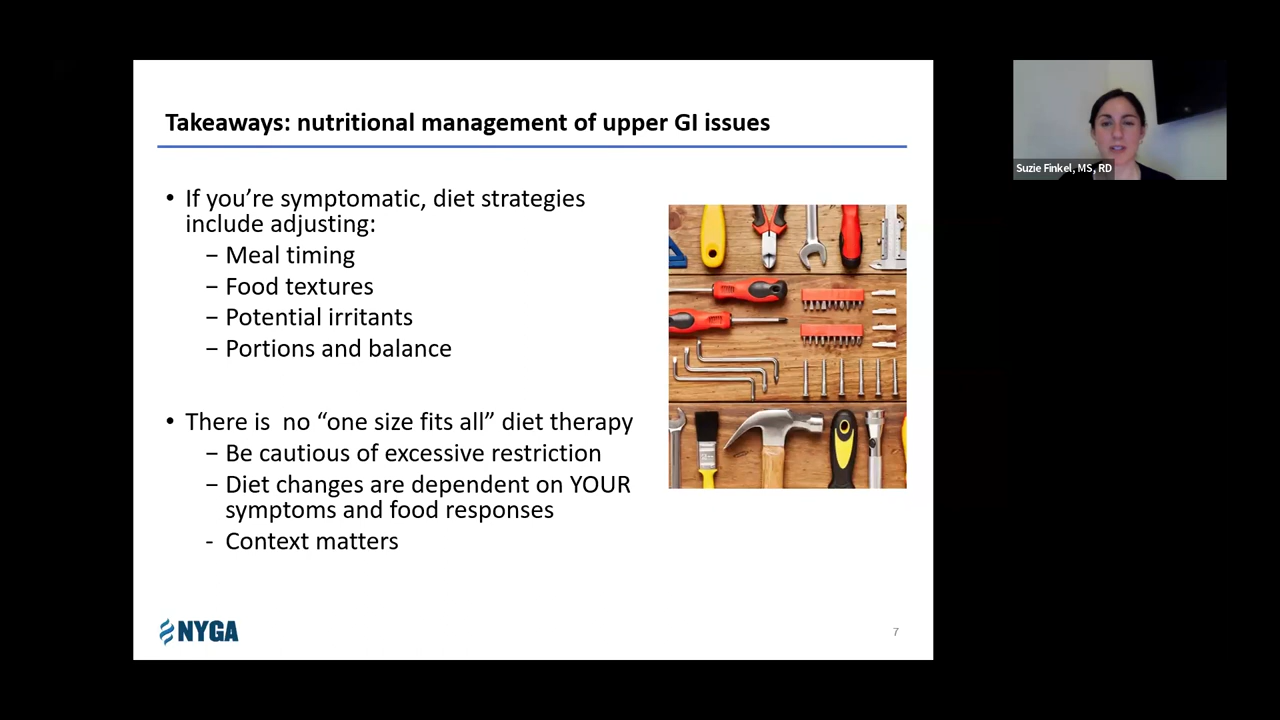 Takeaways: nutritional management of upper GI issues
• If you’re symptomatic, diet strategies
include adjusting:
− Meal timing
− Food textures
− Potential irritants
− Portions and balance
• There is  no “one size fits all” diet therapy
− Be cautious of excessive restriction
− Diet changes are dependent on YOUR
symptoms and food responses
- Context matters
NYGA
7
Suzie Finkel, MS, RD